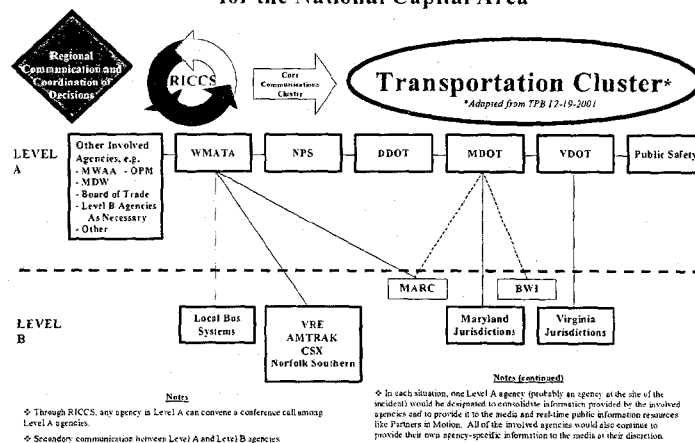 for the National Capital Area
Regional
Communication and
Coordination of
Decisions
RICCS
Core
Communications
Cluster
Transportation Cluster*
*Adapted from TPB 12-19-2001
LEVEL
A
Other Involved
Agencies, e.g.
- MWAA - OPM
- MDW
- Board of Trade
- Level B Agencies
As Necessary
- Other
WMATA
NPS
DDOT
MDOT
VDOT
Public Safety
MARC
BWI
LEVEL
B
Local Bus
Systems
VRE
AMTRAK
CSX
Norfolk Southern
Maryland
Jurisdictions
Virginia
Jurisdictions
Notes
❖ Through RICCS, any agency in Level A can convene a conference call among
Level A agencies.
❖ Secondary communication between Level A and Level B agencies
Notes (continued)
❖ In each situation, one Level A agency (probably an agency at the site of the
incident) would be designated to consolidate information provided by the involved
agencies and to provide it to the media and real-time public information resources
like Partners in Motion. All of the involved agencies would also continue to
provide their own agency-specific information to the media at their discretion.